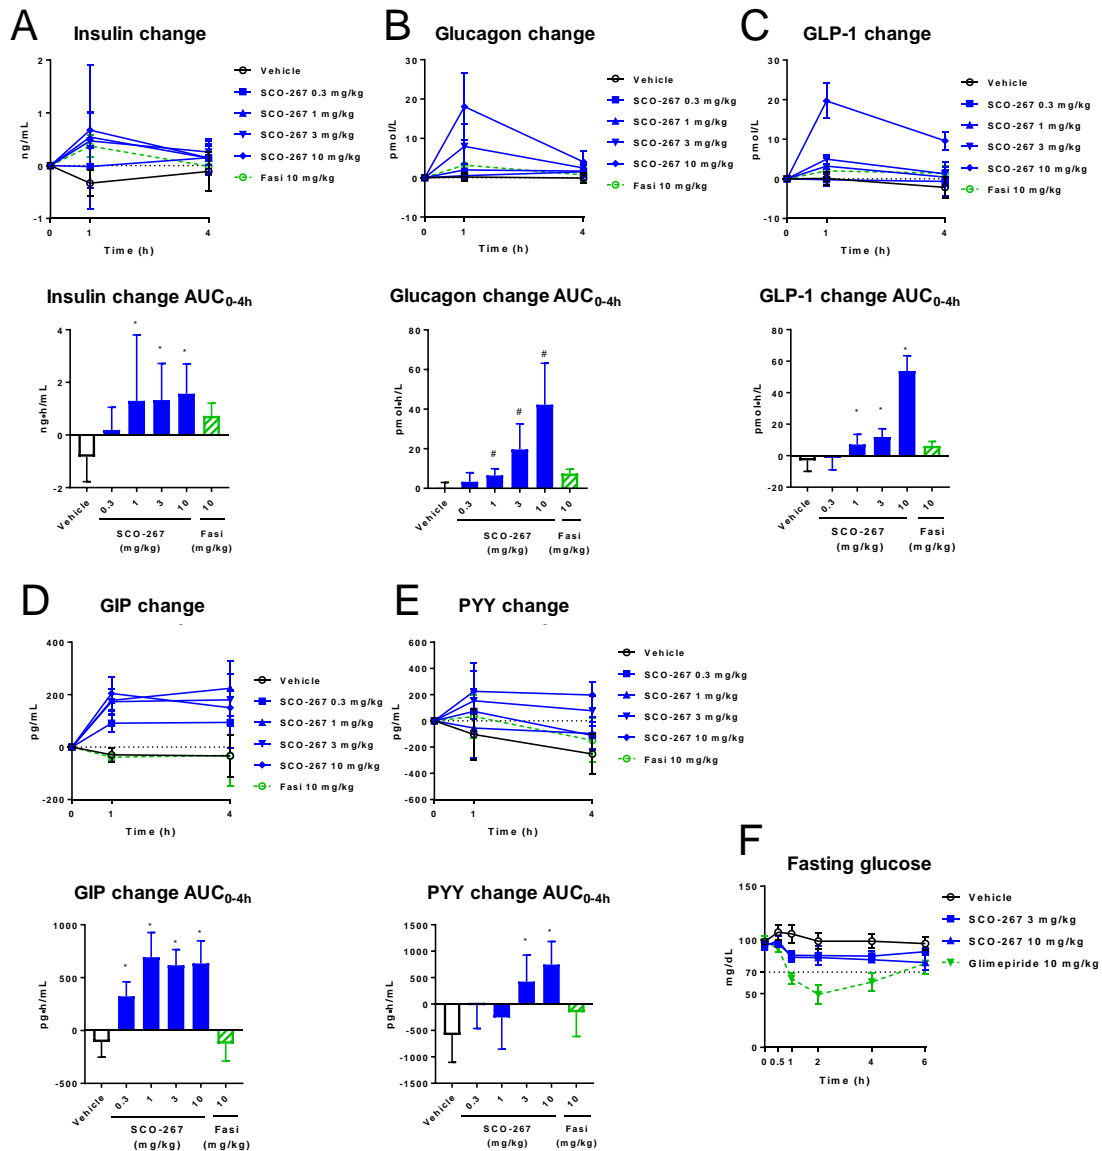 A
Insulin change
2
1
0
-1
ng/mL
0
1
4
Time (h)
Vehicle
SCO-267 0.3 mg/kg
SCO-267 1 mg/kg
SCO-267 3 mg/kg
SCO-267 10 mg/kg
Fasi 10 mg/kg
B
Glucagon change
30
20
10
0
-10
pmol/L
0
1
4
Time (h)
Vehicle
SCO-267 0.3 mg/kg
SCO-267 1 mg/kg
SCO-267 3 mg/kg
SCO-267 10 mg/kg
Fasi 10 mg/kg
C
GLP-1 change
30
20
10
0
-10
pmol/L
0
1
4
Time (h)
Vehicle
SCO-267 0.3 mg/kg
SCO-267 1 mg/kg
SCO-267 3 mg/kg
SCO-267 10 mg/kg
Fasi 10 mg/kg
Insulin change AUC0-4h
4
2
0
-2
ng•h/mL
* * *
Vehicle
0.3
1
3
10
10
SCO-267
(mg/kg)
Fasi
(mg/kg)
Glucagon change AUC0-4h
80
60
40
20
0
pmol•h/L
# # #
Vehicle
0.3
1
3
10
10
SCO-267
(mg/kg)
Fasi
(mg/kg)
GLP-1 change AUC0-4h
80
60
40
20
0
-20
pmol•h/L
* * *
Vehicle
0.3
1
3
10
10
SCO-267
(mg/kg)
Fasi
(mg/kg)
D
GIP change
400
200
0
-200
pg/mL
0
1
4
Time (h)
Vehicle
SCO-267 0.3 mg/kg
SCO-267 1 mg/kg
SCO-267 3 mg/kg
SCO-267 10 mg/kg
Fasi 10 mg/kg
E
PYY change
600
400
200
0
-200
-400
-600
pg/mL
0
1
4
Time (h)
Vehicle
SCO-267 0.3 mg/kg
SCO-267 1 mg/kg
SCO-267 3 mg/kg
SCO-267 10 mg/kg
Fasi 10 mg/kg
GIP change AUC0-4h
1000
500
0
-500
pg•h/mL
* * * *
Vehicle
0.3
1
3
10
10
SCO-267
(mg/kg)
Fasi
(mg/kg)
PYY change AUC0-4h
1500
1000
500
0
-500
-1000
-1500
pg•h/mL
* *
Vehicle
0.3
1
3
10
10
SCO-267
(mg/kg)
Fasi
(mg/kg)
F
Fasting glucose
150
100
70
50
0
mg/dL
0
0.5
1
2
4
6
Time (h)
Vehicle
SCO-267 3 mg/kg
SCO-267 10 mg/kg
Glimepiride 10 mg/kg